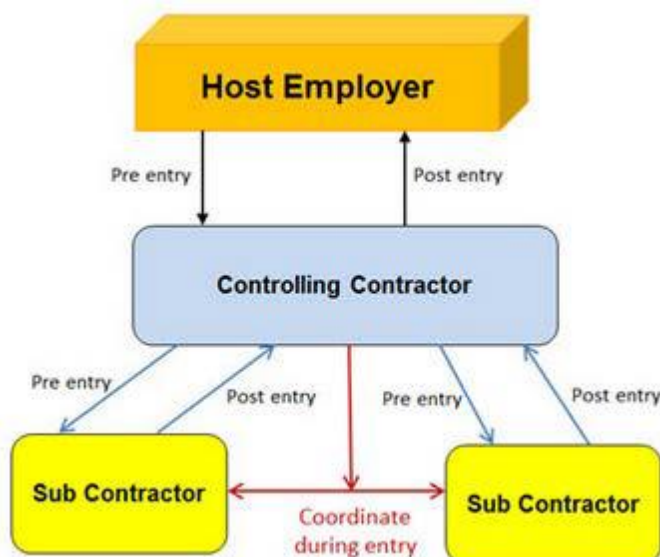 Host Employer
Pre entry
Post entry
Controlling Contractor
Pre entry
Post entry
Pre entry
Post entry
Sub Contractor
Sub Contractor
Coordinate
during entry